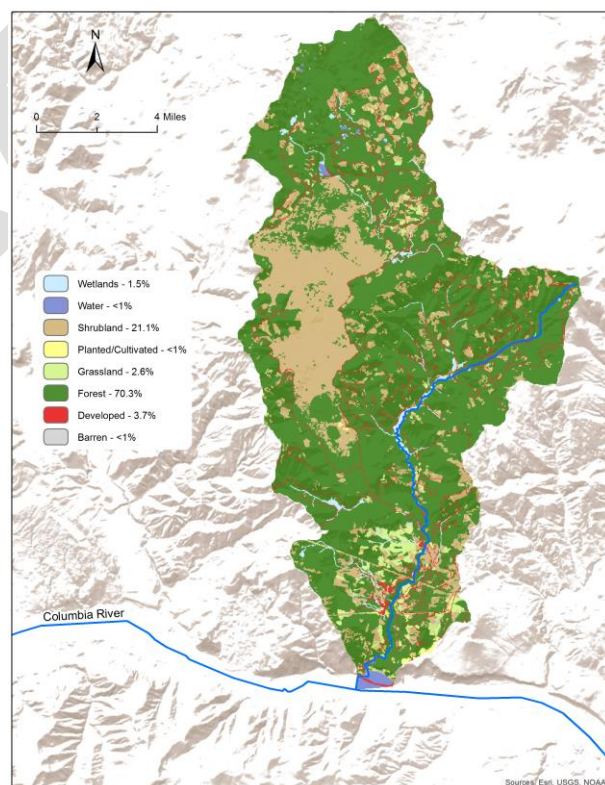 N
0 2 4 Miles
Wetlands - 1.5%
Water - <1%
Shrubland - 21.1%
Planted/Cultivated - <1%
Grassland - 2.6%
Forest - 70.3%
Developed - 3.7%
Barren - <1%
Columbia River
Sources: Esri, USGS, NOAA